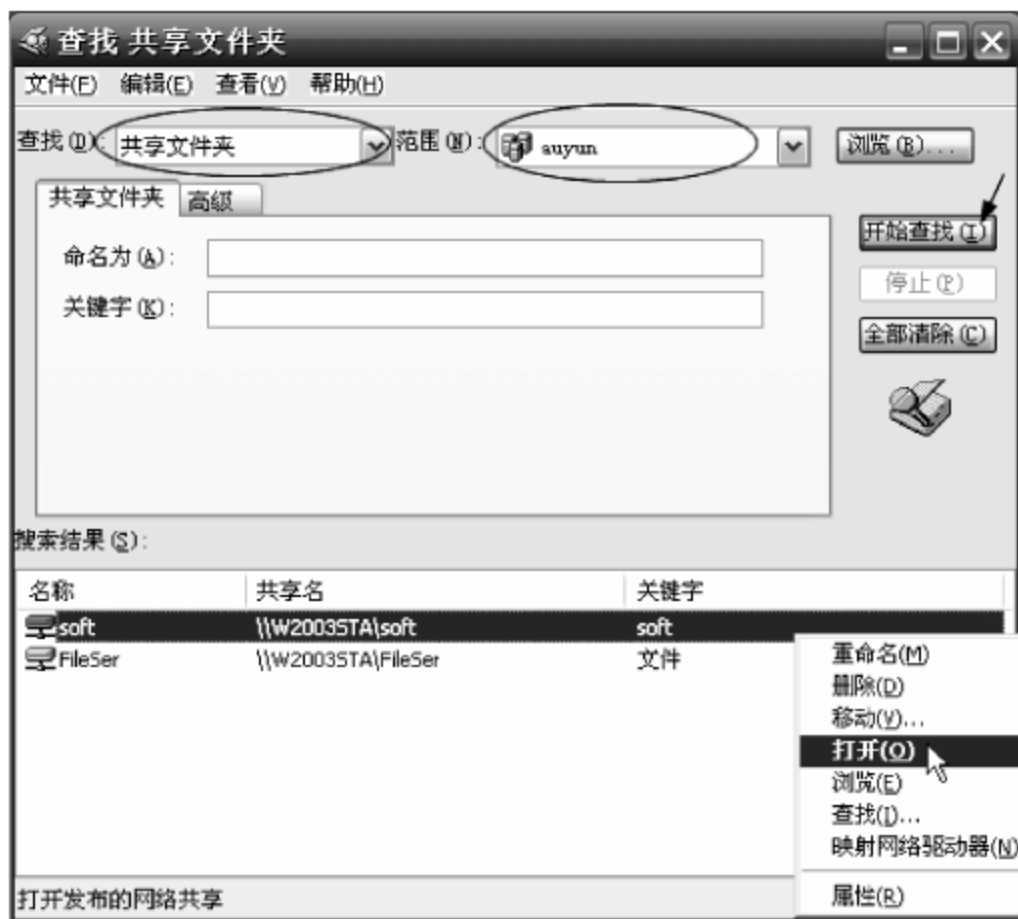 查找 共享文件夹
文件(F) 编辑(E) 查看(V) 帮助(H)
查找(D): 共享文件夹 范围(N): auyun 浏览(B)...
共享文件夹 高级
开始查找(I)
命名为(A):
停止(P)
关键字(K):
全部清除(C)
搜索结果(S):
名称 共享名 关键字
soft \\W2003STA\soft soft
FileSer \\W2003STA\FileSer 文件
重命名(M)
删除(D)
移动(V)...
打开(O)
浏览(E)
查找(I)...
映射网络驱动器(N)
属性(R)
打开发布的网络共享